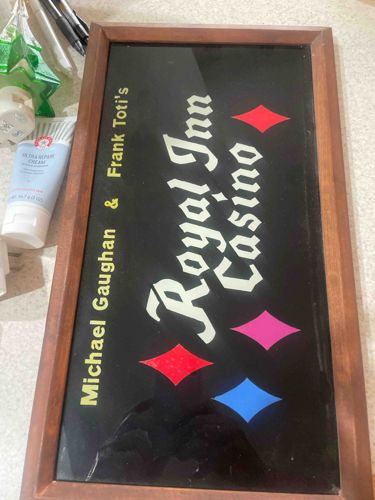 Michael Gaughan & Frank Toti's
Royal Inn
Casino
ULTRA REPAIR
CREAM